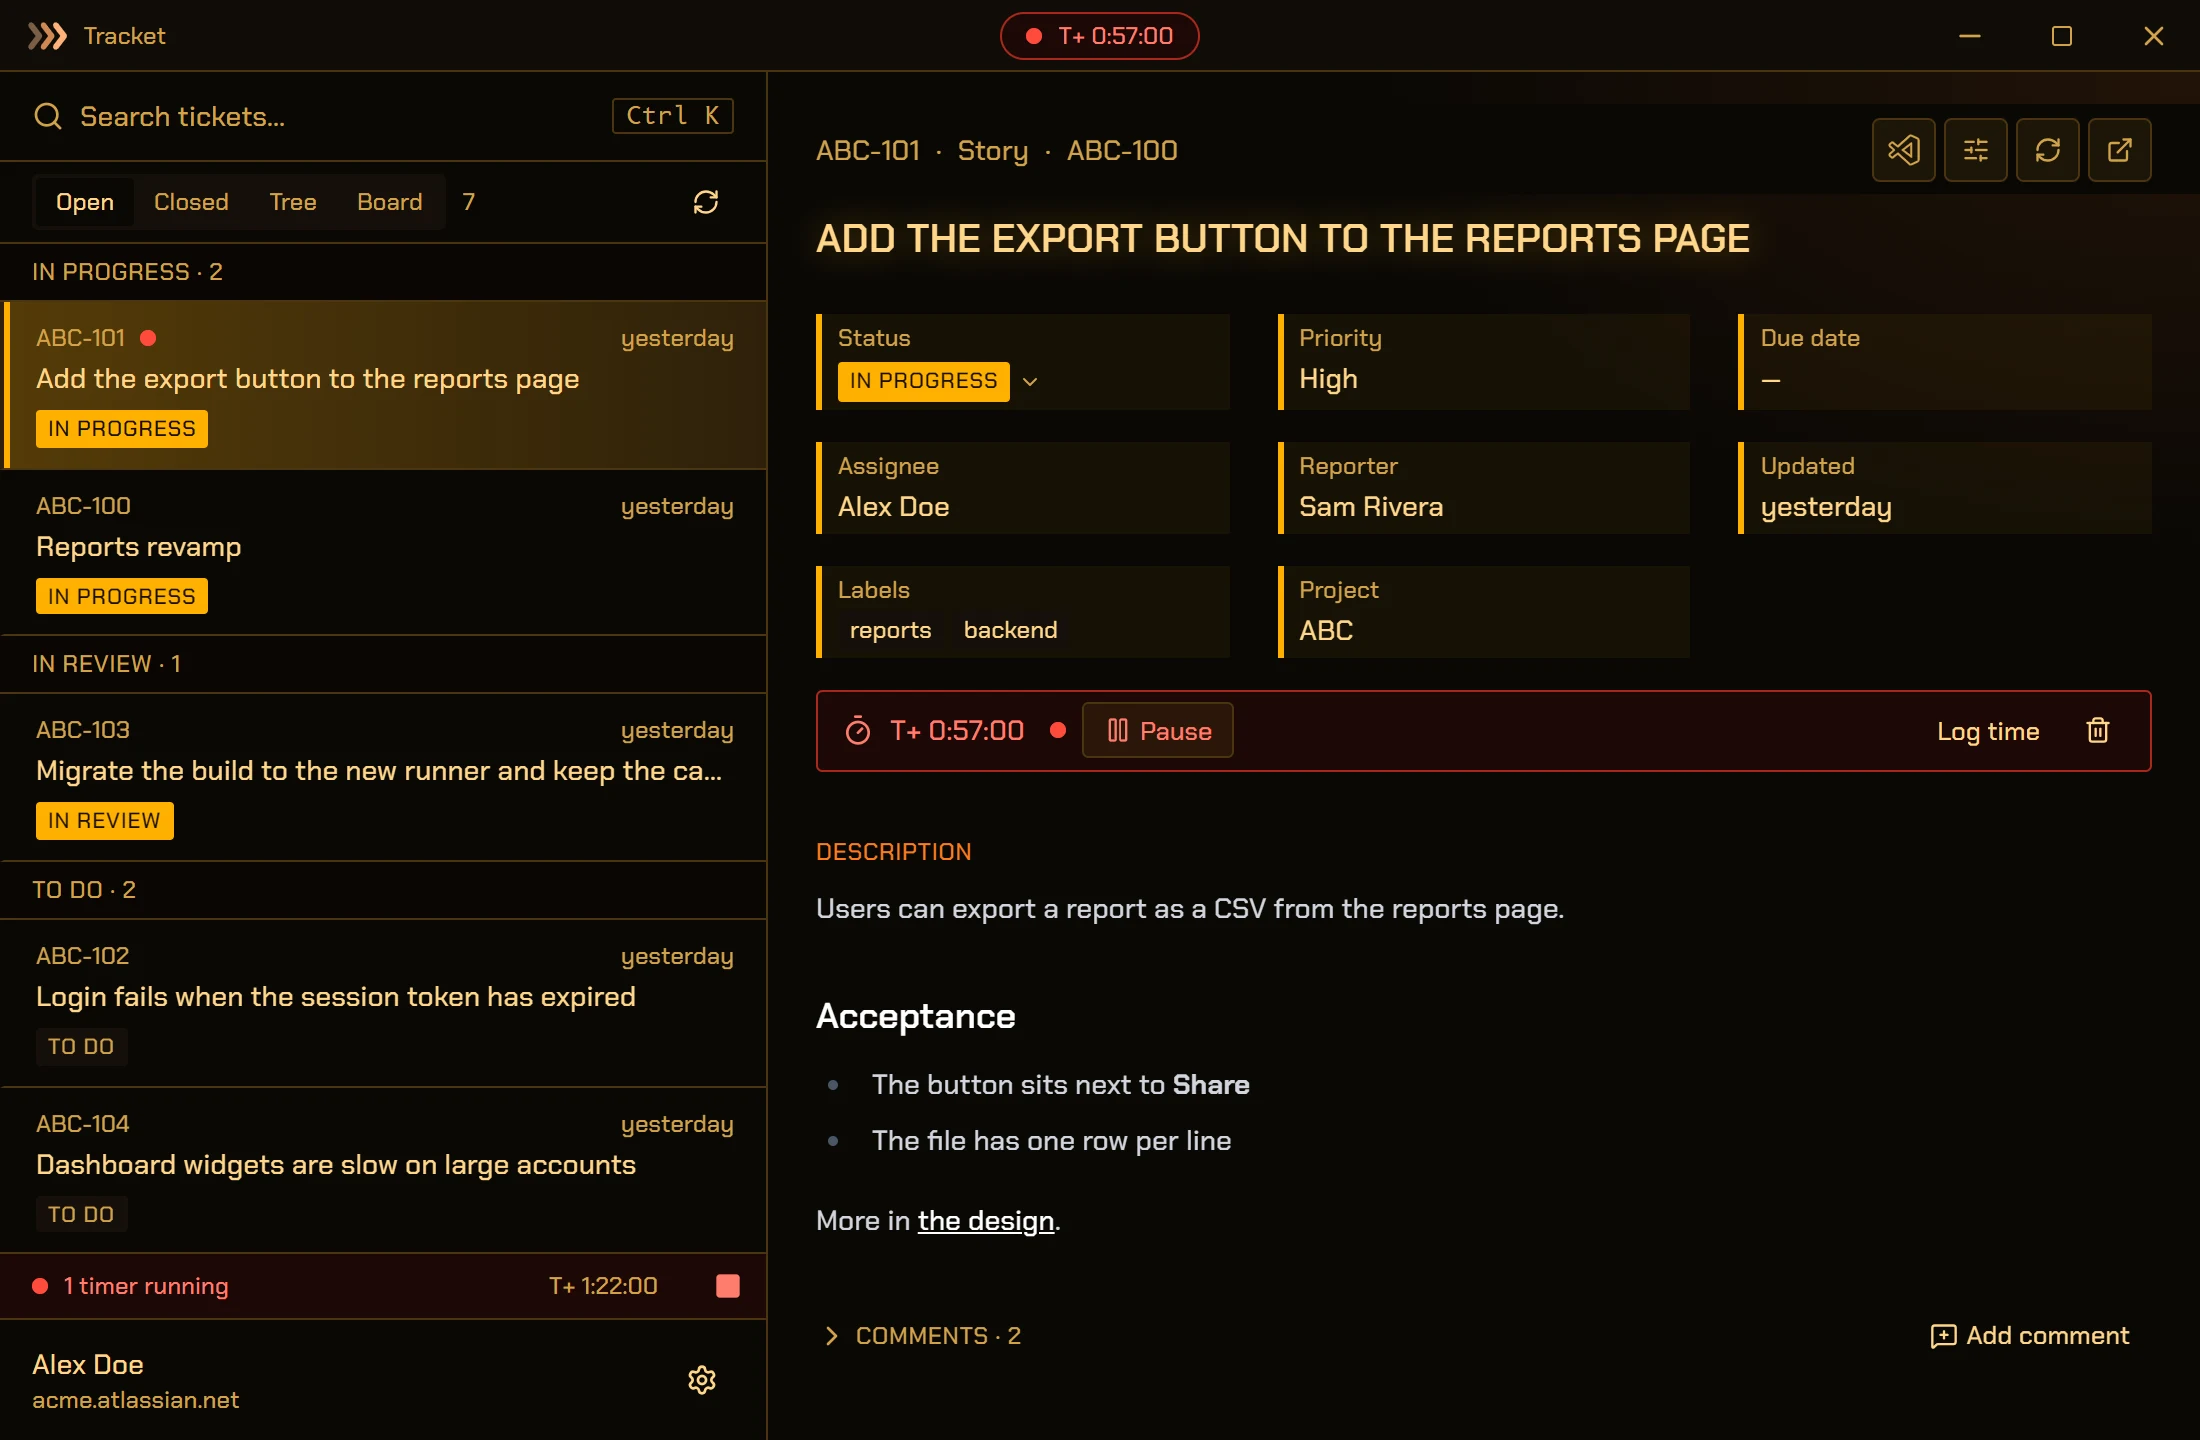 Tracket
T+ 0:57:00
Search tickets...
Ctrl K
Open Closed Tree Board 7
IN PROGRESS · 2
ABC-101 yesterday
Add the export button to the reports page
IN PROGRESS
ABC-100 yesterday
Reports revamp
IN PROGRESS
IN REVIEW · 1
ABC-103 yesterday
Migrate the build to the new runner and keep the ca...
IN REVIEW
TO DO · 2
ABC-102 yesterday
Login fails when the session token has expired
TO DO
ABC-104 yesterday
Dashboard widgets are slow on large accounts
TO DO
1 timer running T+ 1:22:00
Alex Doe
acme.atlassian.net
ABC-101 · Story · ABC-100
ADD THE EXPORT BUTTON TO THE REPORTS PAGE
Status
IN PROGRESS
Priority
High
Due date
—
Assignee
Alex Doe
Reporter
Sam Rivera
Updated
yesterday
Labels
reports backend
Project
ABC
T+ 0:57:00 Pause Log time
DESCRIPTION
Users can export a report as a CSV from the reports page.
Acceptance
• The button sits next to Share
• The file has one row per line
More in the design.
COMMENTS · 2 Add comment